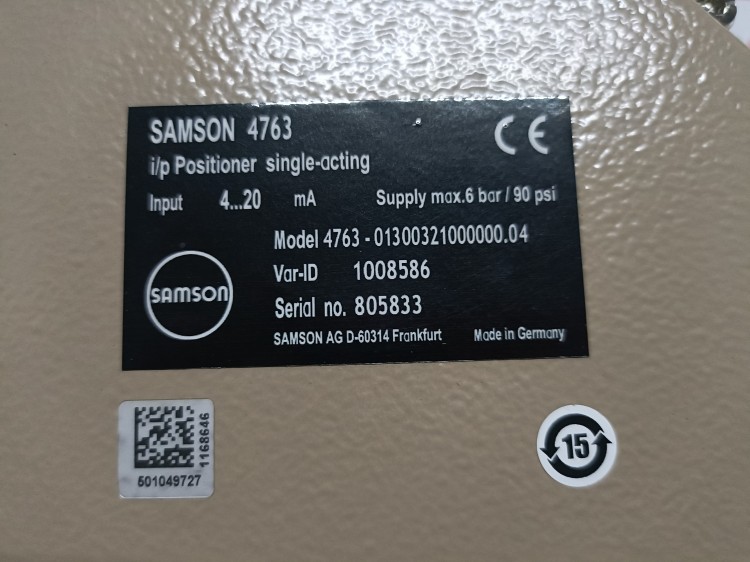 SAMSON 4763
CE
i/p Positioner single-acting
Input 4...20 mA Supply max.6 bar / 90 psi
Model 4763 - 01300321000000.04
Var-ID 1008586
SAMSON
Serial no. 805833
SAMSON AG D-60314 Frankfurt Made in Germany
1168646
501049727
15